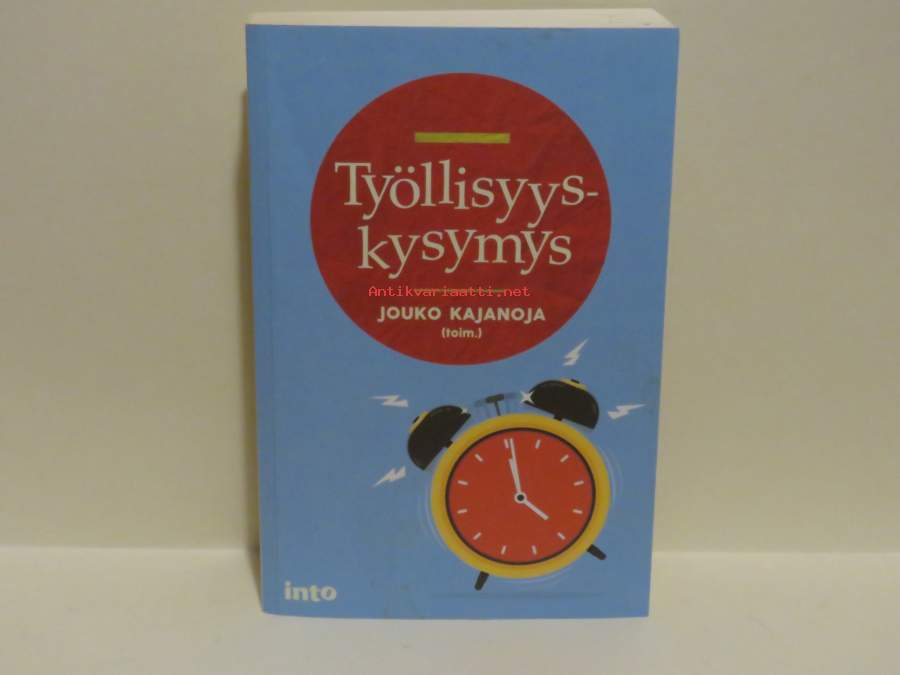 Työllisyys-
kysymys
Antikvariaatti.net
JOUKO KAJANOJA
(toim.)
into